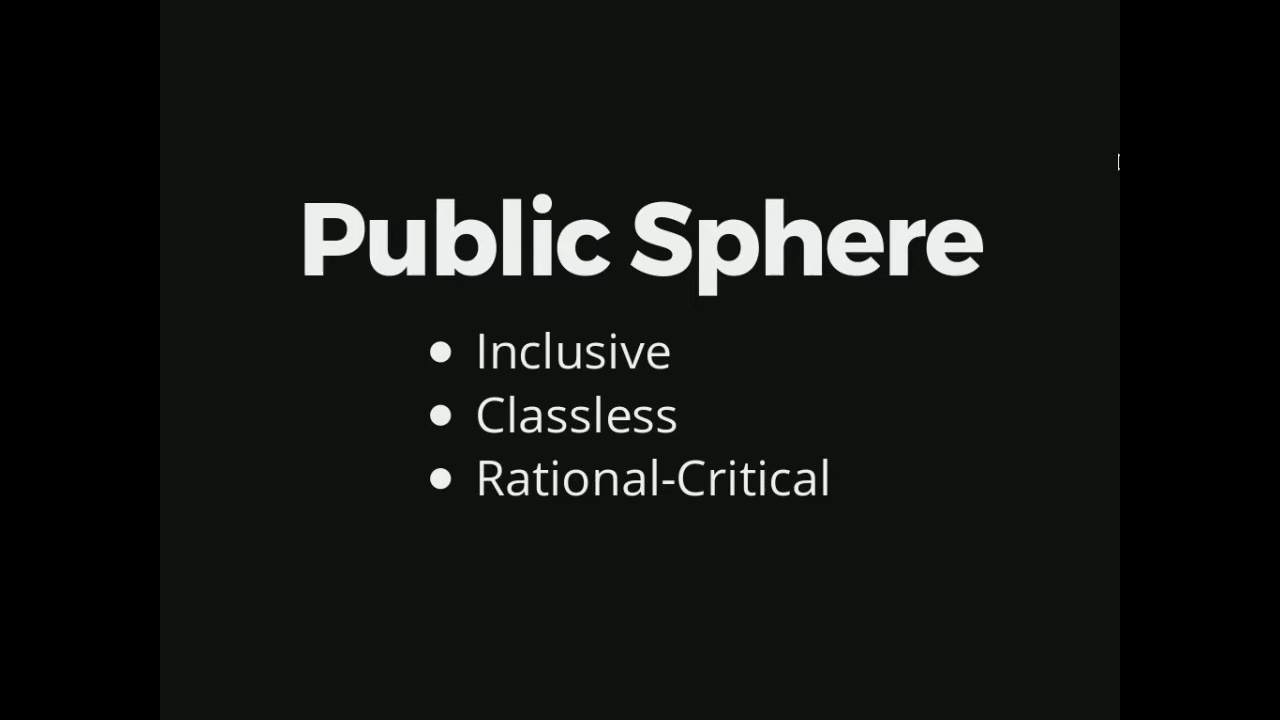 Public Sphere
• Inclusive
• Classless
• Rational-Critical